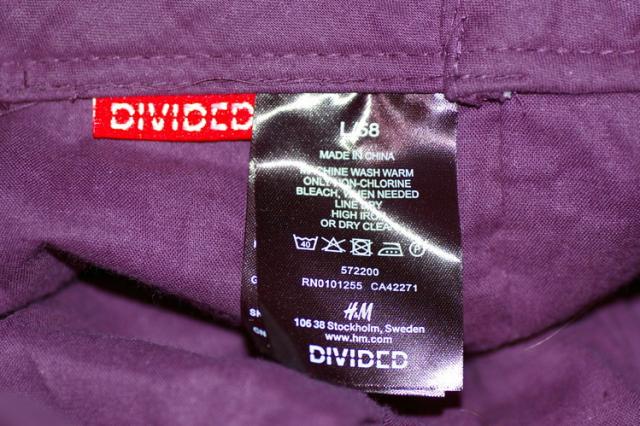 DIVIDED
L/58
MADE IN CHINA
MACHINE WASH WARM
ONLY NON-CHLORINE
BLEACH, WHEN NEEDED
LINE DRY
HIGH IRON
OR DRY CLEAN
40 P
572200
RN0101255 CA42271
H&M
106 38 Stockholm, Sweden
www.hm.com
DIVIDED